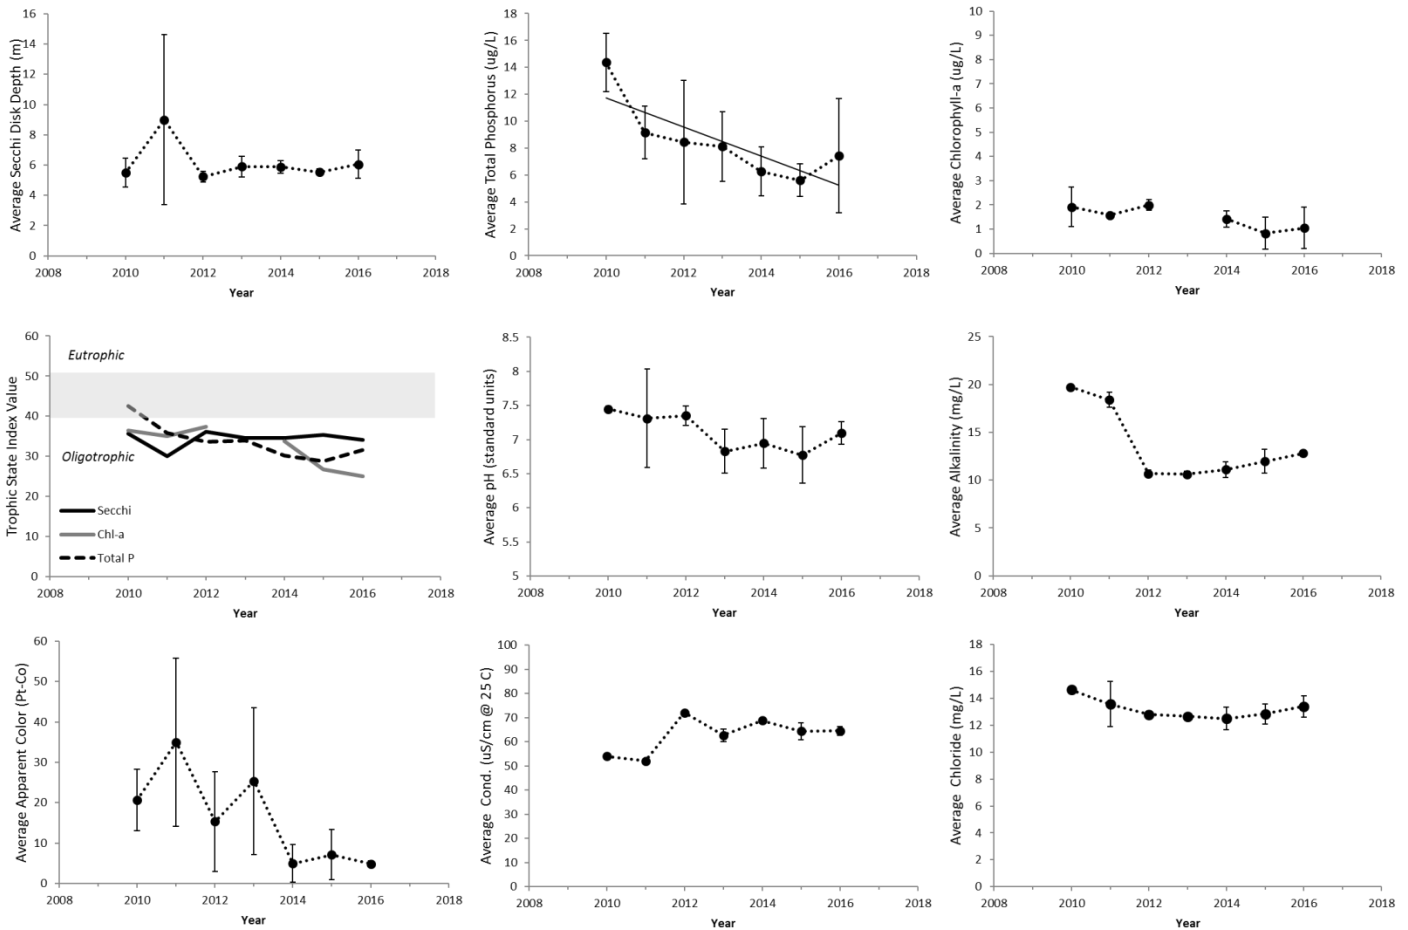 Average Secchi Disk Depth (m)
16
14
12
10
8
6
4
2
0
2008 2010 2012 2014 2016 2018
Year
Average Total Phosphorus (ug/L)
18
16
14
12
10
8
6
4
2
0
2008 2010 2012 2014 2016 2018
Year
Average Chlorophyll-a (ug/L)
10
9
8
7
6
5
4
3
2
1
0
2008 2010 2012 2014 2016 2018
Year
Trophic State Index Value
60
50
40
30
20
10
0
Eutrophic
Oligotrophic
Secchi
Chl-a
Total P
2008 2010 2012 2014 2016 2018
Year
Average pH (standard units)
8.5
8
7.5
7
6.5
6
5.5
5
2008 2010 2012 2014 2016 2018
Year
Average Alkalinity (mg/L)
25
20
15
10
5
0
2008 2010 2012 2014 2016 2018
Year
Average Apparent Color (Pt-Co)
60
50
40
30
20
10
0
2008 2010 2012 2014 2016 2018
Year
Average Cond. (uS/cm @ 25 C)
100
90
80
70
60
50
40
30
20
10
0
2008 2010 2012 2014 2016 2018
Year
Average Chloride (mg/L)
18
16
14
12
10
8
6
4
2
0
2008 2010 2012 2014 2016 2018
Year